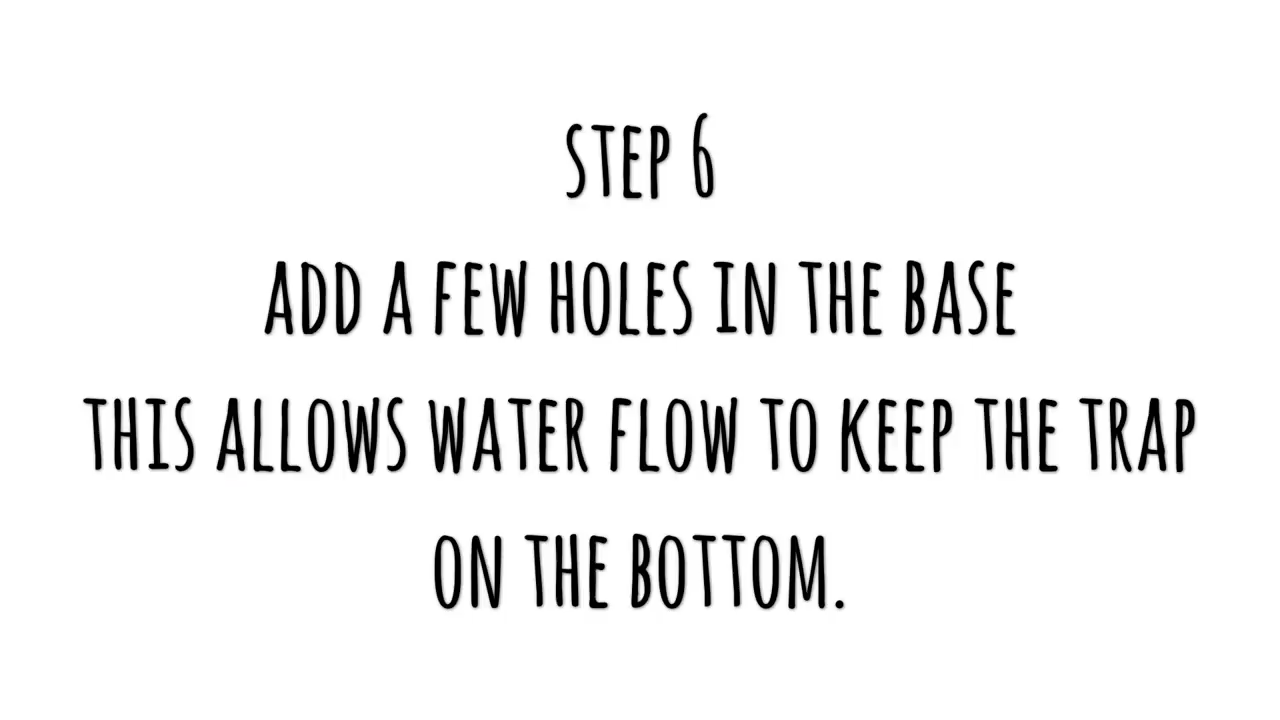 STEP 6
ADD A FEW HOLES IN THE BASE
THIS ALLOWS WATER FLOW TO KEEP THE TRAP
ON THE BOTTOM.